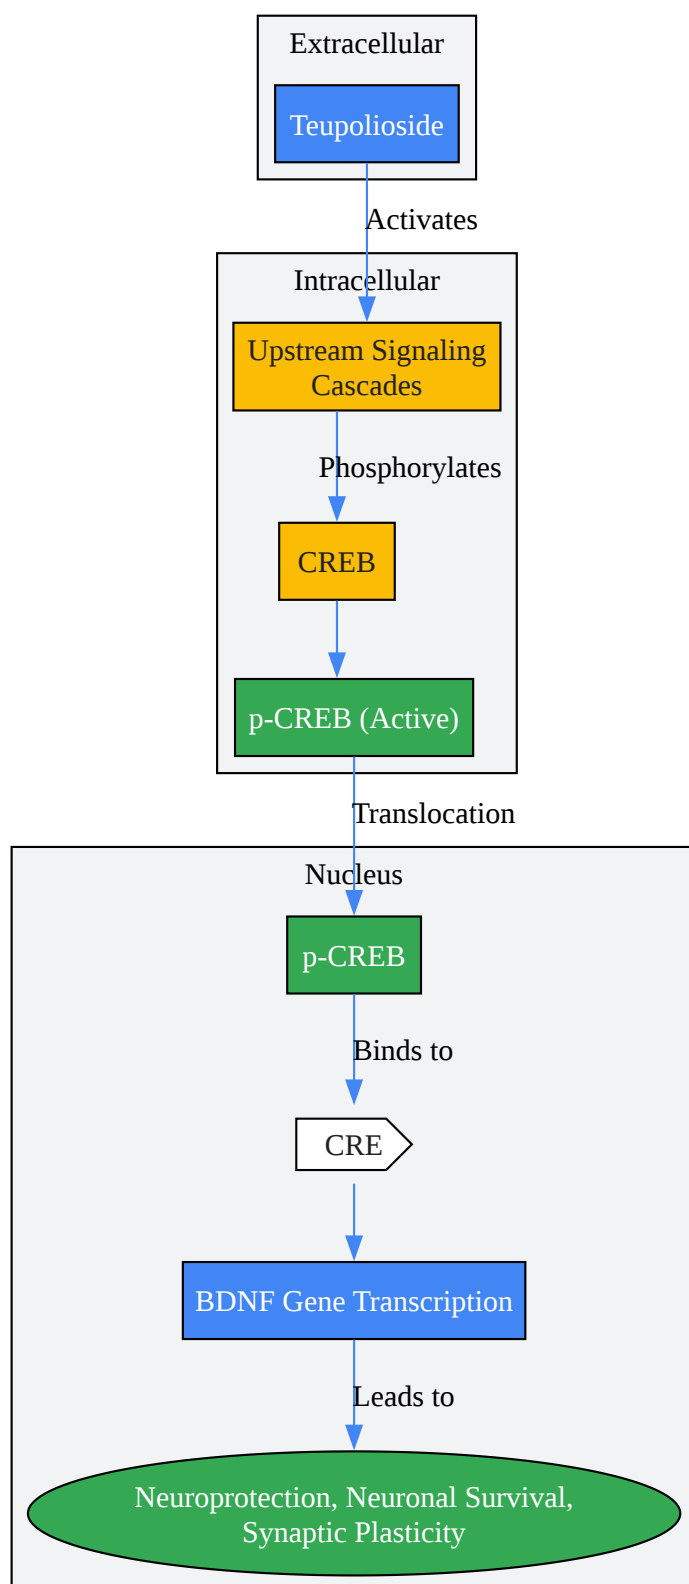 Extracellular
Teupolioside
Activates
Intracellular
Upstream Signaling
Cascades
Phosphorylates
CREB
p-CREB (Active)
Translocation
Nucleus
p-CREB
Binds to
CRE
BDNF Gene Transcription
Leads to
Neuroprotection, Neuronal Survival,
Synaptic Plasticity